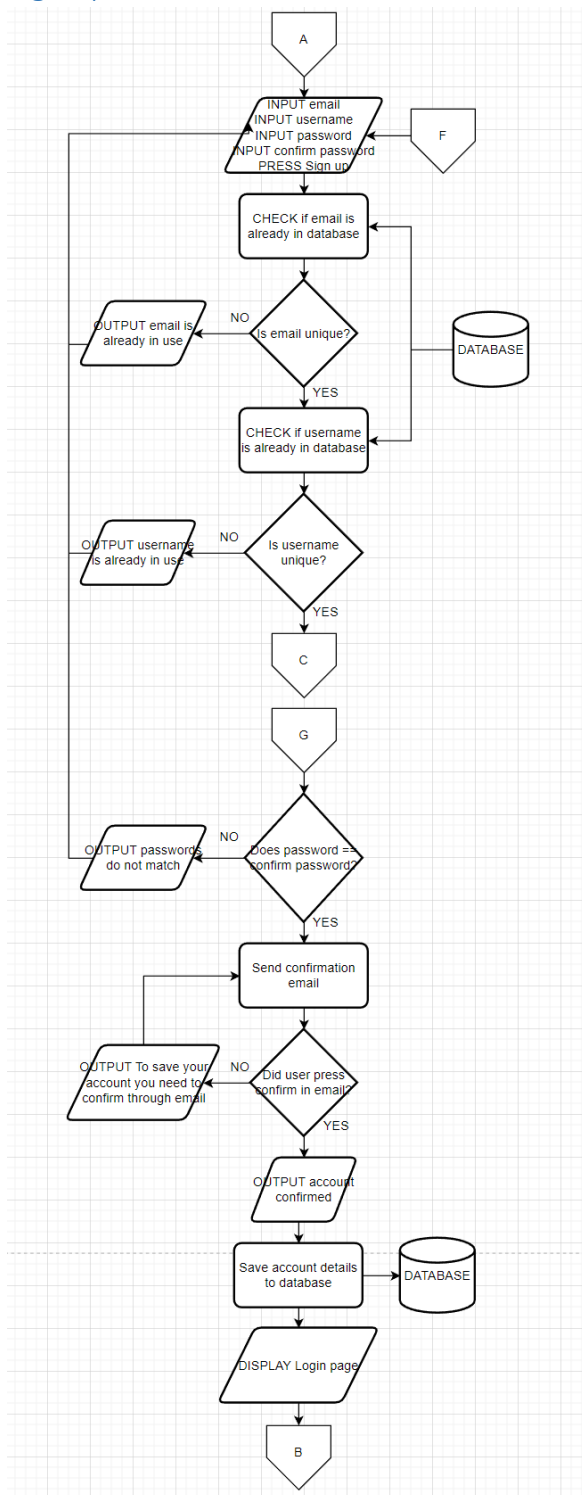 A
INPUT email
INPUT username
INPUT password
INPUT confirm password
PRESS Sign up
F
CHECK if email is
already in database
NO
OUTPUT email is
already in use
Is email unique?
DATABASE
YES
CHECK if username
is already in database
NO
OUTPUT username
is already in use
Is username
unique?
YES
C
G
NO
OUTPUT passwords
do not match
Does password ==
confirm password?
YES
Send confirmation
email
NO
OUTPUT To save your
account you need to
confirm through email
Did user press
confirm in email?
YES
OUTPUT account
confirmed
Save account details
to database
DATABASE
DISPLAY Login page
B